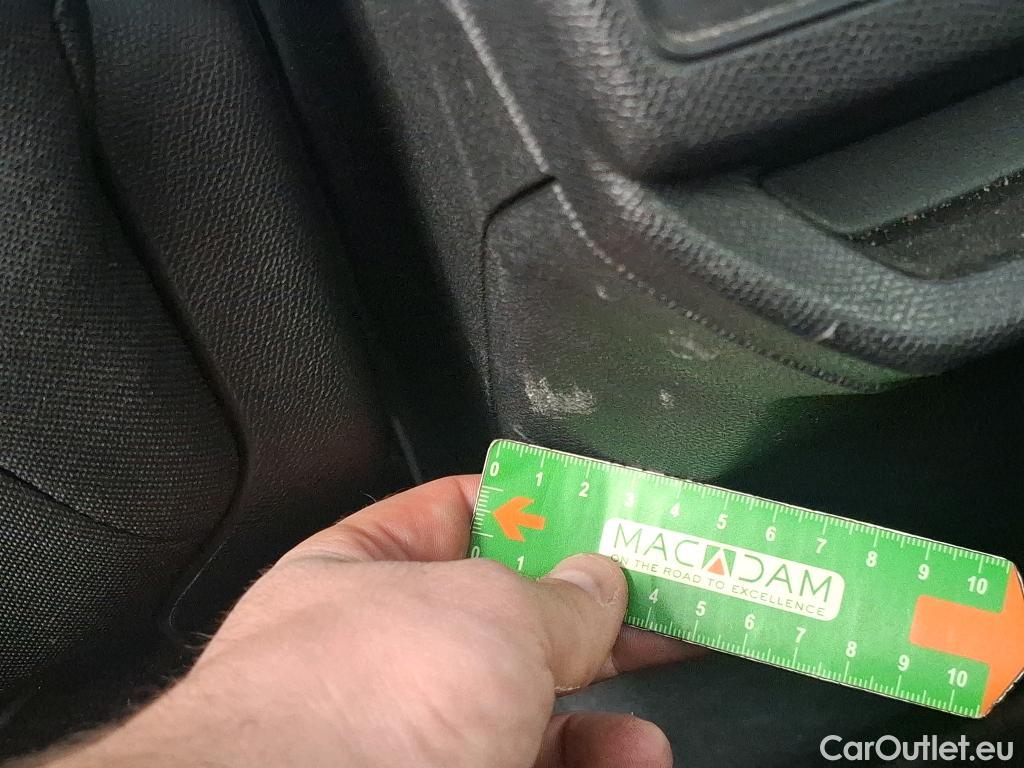 0 1 2 3 4 5 6 7 8 9 10
MACADAM
ON THE ROAD TO EXCELLENCE
0 1 4 5 6 7 8 9 10
CarOutlet.eu